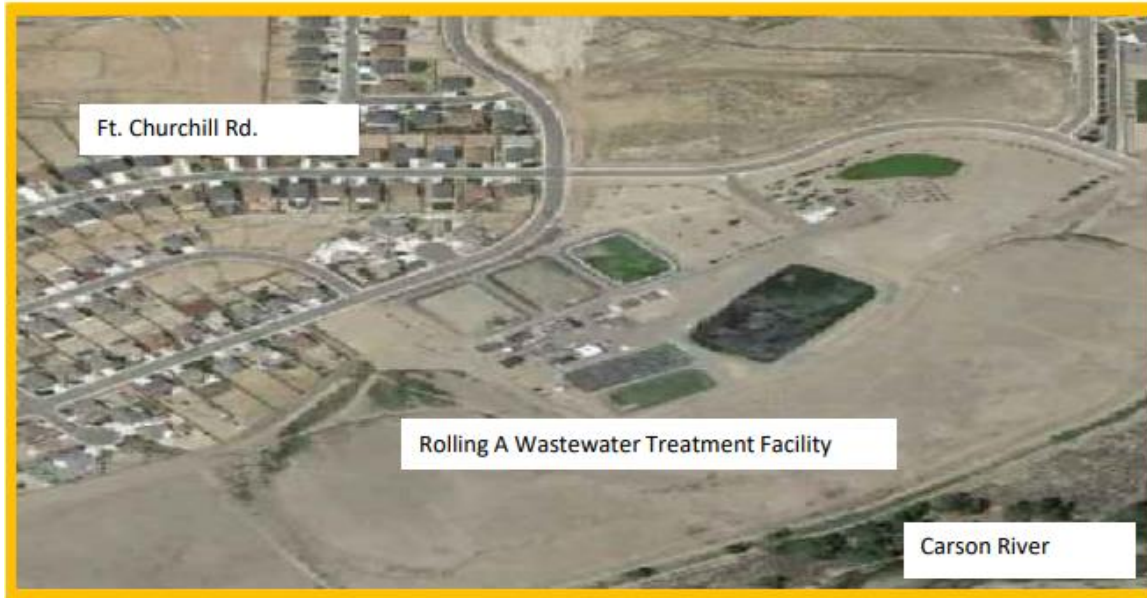 Ft. Churchill Rd.
Rolling A Wastewater Treatment Facility
Carson River